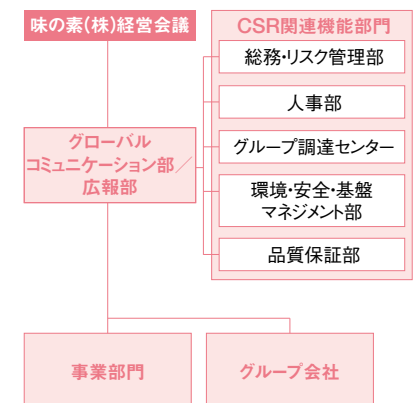 味の素(株)経営会議
CSR関連機能部門
総務・リスク管理部
人事部
グローバル
コミュニケーション部／
広報部
グループ調達センター
環境・安全・基盤
マネジメント部
品質保証部
事業部門
グループ会社